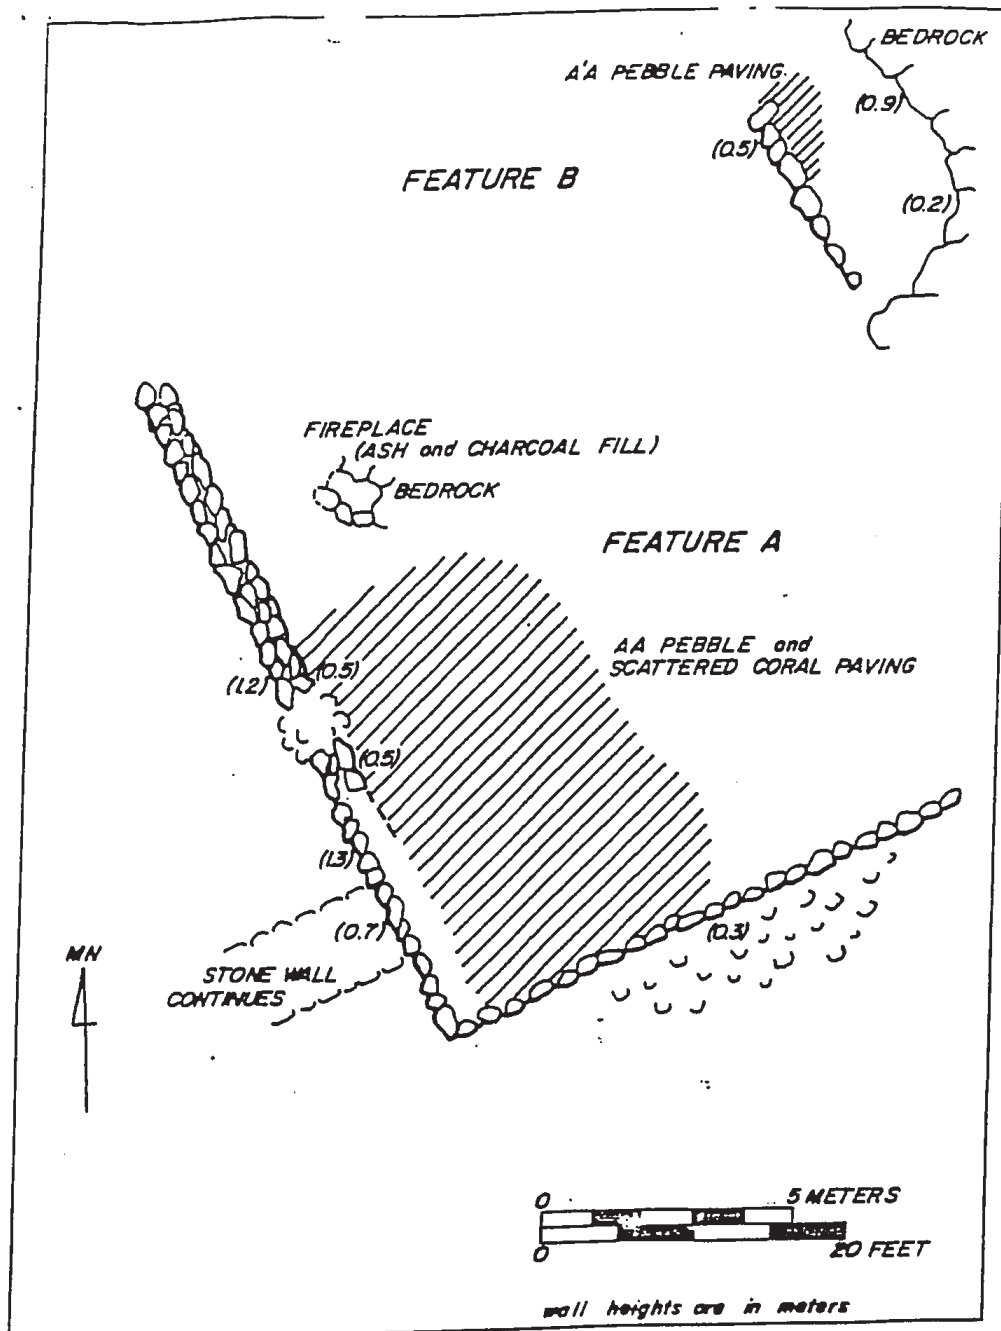 BEDROCK
A'A PEBBLE PAVING.
(0.9)
(0.5)
FEATURE B
(0.2)
FIREPLACE
(ASH and CHARCOAL FILL)
BEDROCK
FEATURE A
AA PEBBLE and
SCATTERED CORAL PAVING
(0.5)
(1.2)
(0.5)
(1.3)
(0.7)
(0.3)
MN
STONE WALL
CONTINUES
0 5 METERS
0 20 FEET
wall heights are in meters